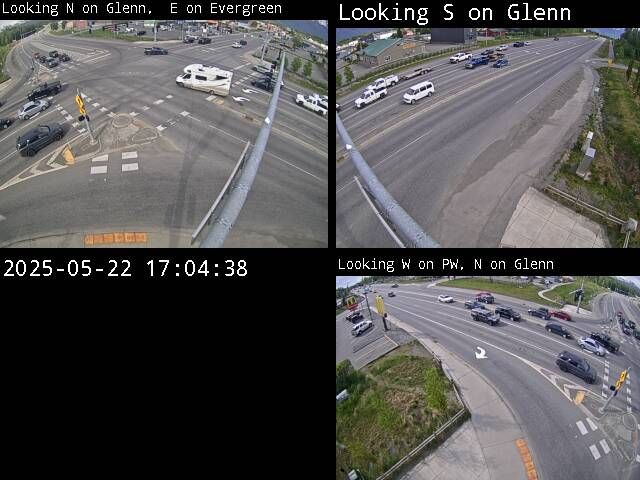 Looking N on Glenn,  E on Evergreen
Looking S on Glenn
2025-05-22 17:04:38
Looking W on PW, N on Glenn